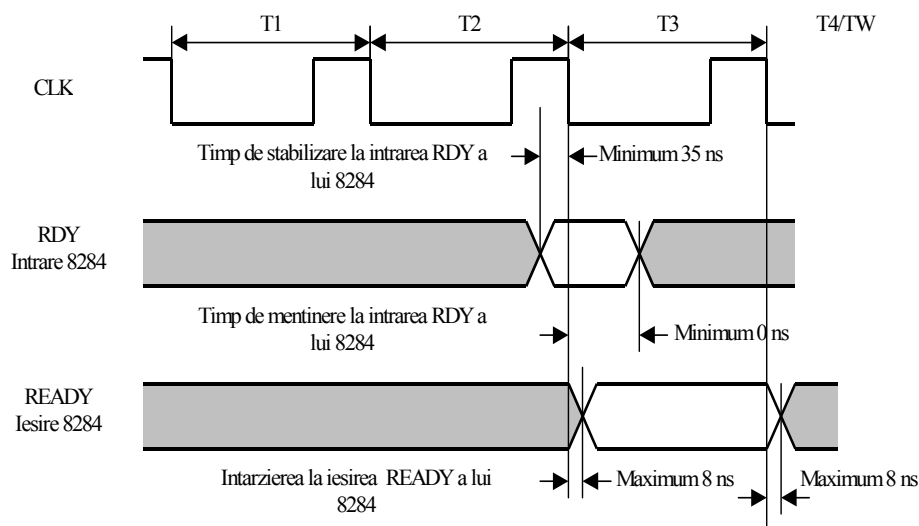 T1 T2 T3 T4/TW
CLK
Timp de stabilizare la intrarea RDY a
lui 8284
Minimum 35 ns
RDY
Intrare 8284
Timp de mentinere la intrarea RDY a
lui 8284
Minimum 0 ns
READY
Iesire 8284
Intarzierea la iesirea READY a lui
8284
Maximum 8 ns
Maximum 8 ns